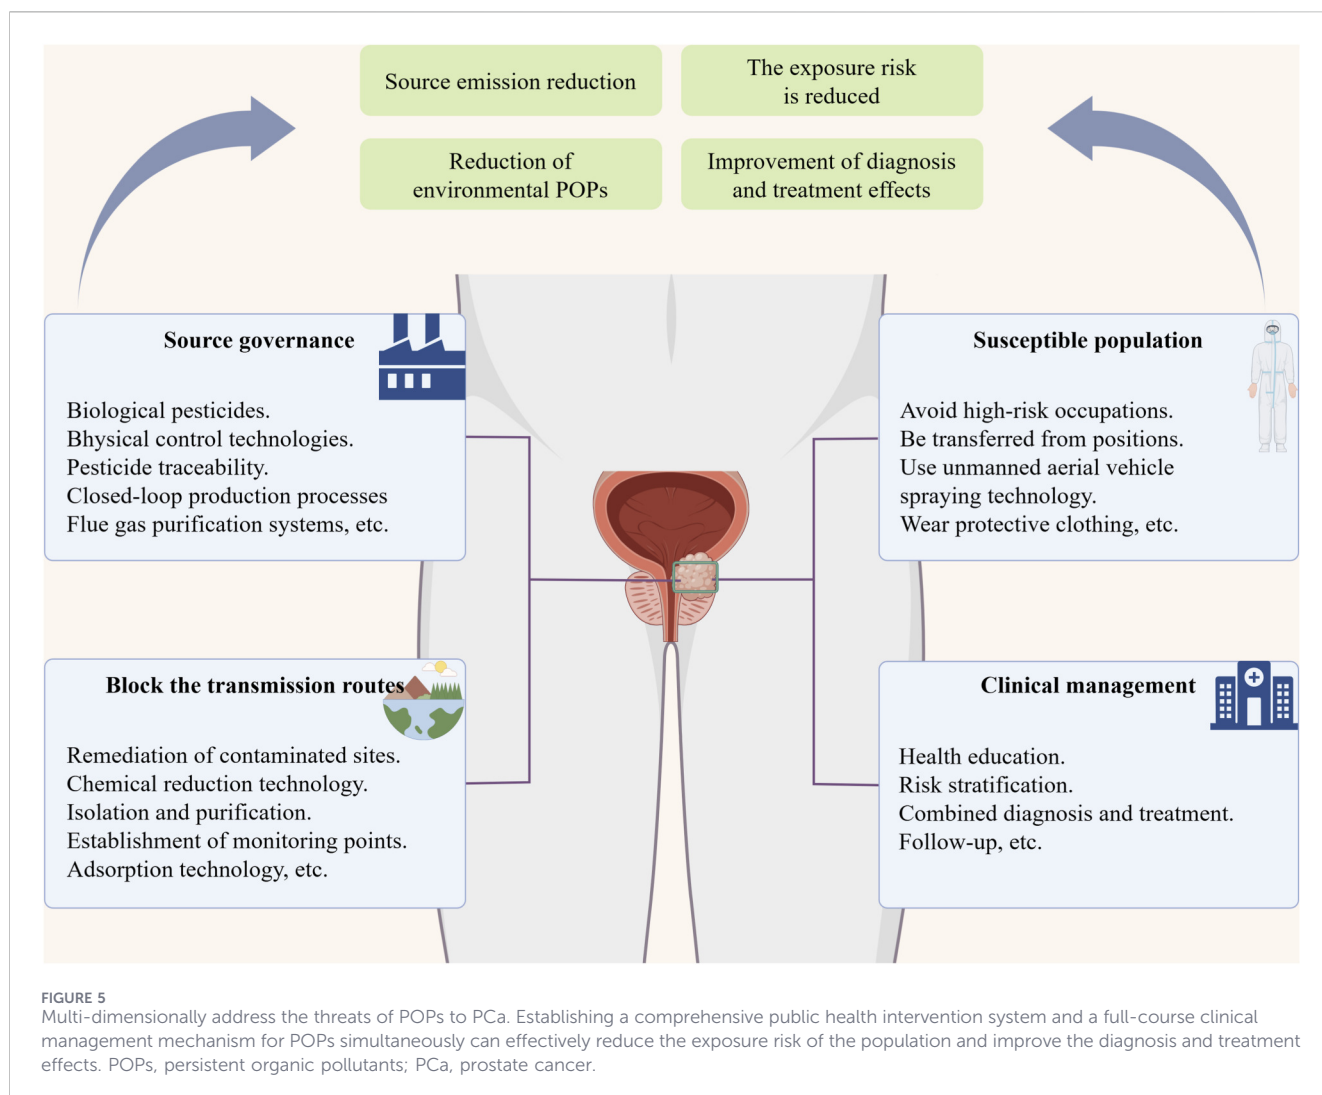 Source emission reduction
The exposure risk
is reduced
Reduction of
environmental POPs
Improvement of diagnosis
and treatment effects
Source governance
Biological pesticides.
Bhysical control technologies.
Pesticide traceability.
Closed-loop production processes
Flue gas purification systems, etc.
Susceptible population
Avoid high-risk occupations.
Be transferred from positions.
Use unmanned aerial vehicle
spraying technology.
Wear protective clothing, etc.
Block the transmission routes
Remediation of contaminated sites.
Chemical reduction technology.
Isolation and purification.
Establishment of monitoring points.
Adsorption technology, etc.
Clinical management
Health education.
Risk stratification.
Combined diagnosis and treatment.
Follow-up, etc.
FIGURE 5
Multi-dimensionally address the threats of POPs to PCa. Establishing a comprehensive public health intervention system and a full-course clinical
management mechanism for POPs simultaneously can effectively reduce the exposure risk of the population and improve the diagnosis and treatment
effects. POPs, persistent organic pollutants; PCa, prostate cancer.